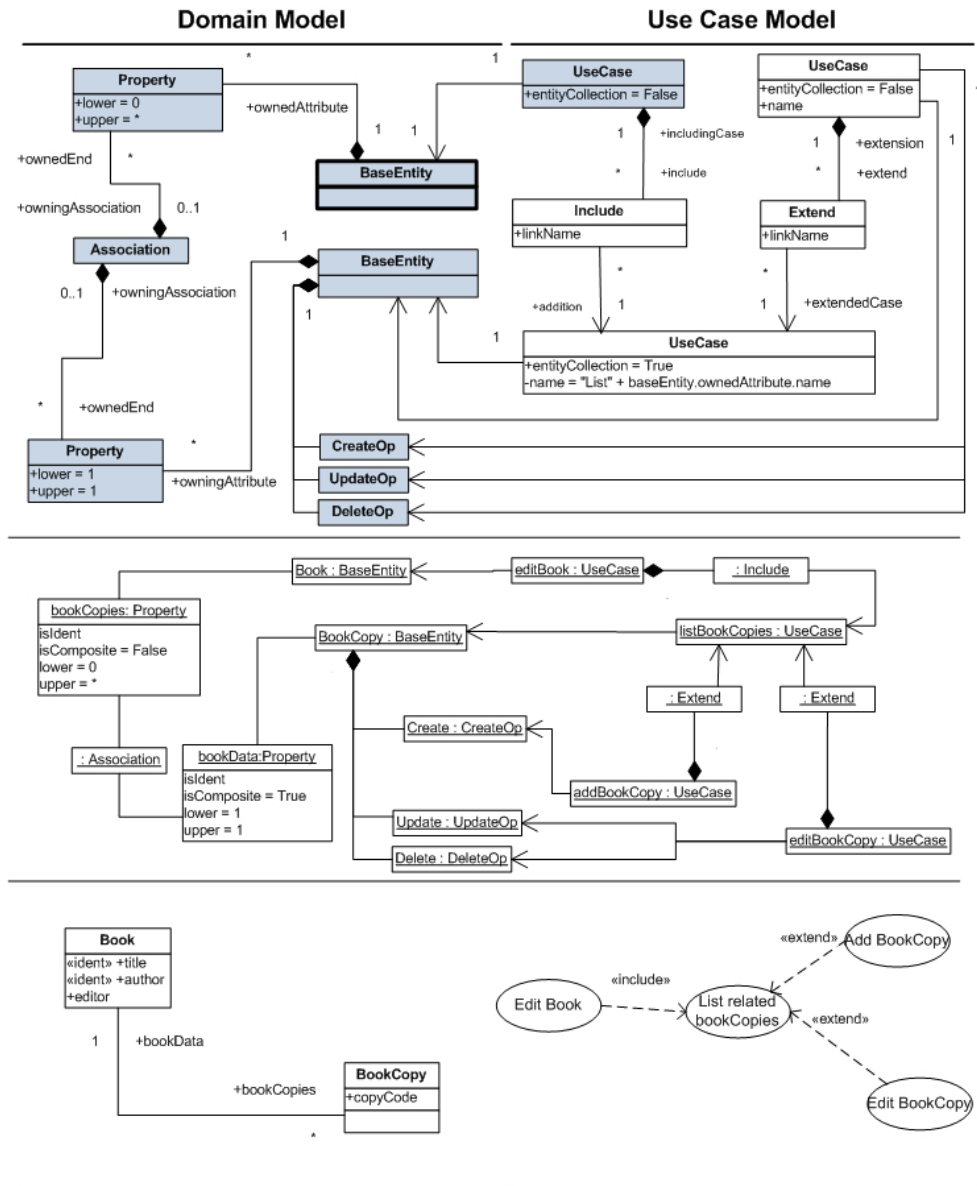 Domain Model
Use Case Model
Property
+lower = 0
+upper = *
*
+ownedAttribute
1
1
1
UseCase
+entityCollection = False
UseCase
+entityCollection = False
+name
+ownedEnd
*
BaseEntity
1
+includingCase
*
+include
1
+extension
*
+extend
1
+owningAssociation
0..1
Association
1
BaseEntity
Include
+linkName
Extend
+linkName
0..1
+owningAssociation
1
*
+addition
1
*
1
+extendedCase
1
UseCase
+entityCollection = True
-name = "List" + baseEntity.ownedAttribute.name
*
+ownedEnd
Property
+lower = 1
+upper = 1
*
+owningAttribute
CreateOp
UpdateOp
DeleteOp
Book : BaseEntity
editBook : UseCase
: Include
bookCopies: Property
isIdent
isComposite = False
lower = 0
upper = *
BookCopy : BaseEntity
listBookCopies : UseCase
: Extend
: Extend
Create : CreateOp
: Association
bookData:Property
isIdent
isComposite = True
lower = 1
upper = 1
addBookCopy : UseCase
Update : UpdateOp
editBookCopy : UseCase
Delete : DeleteOp
Book
«ident» +title
«ident» +author
+editor
1
+bookData
+bookCopies
*
BookCopy
+copyCode
«extend»
Add BookCopy
«include»
Edit Book
List related
bookCopies
«extend»
Edit BookCopy